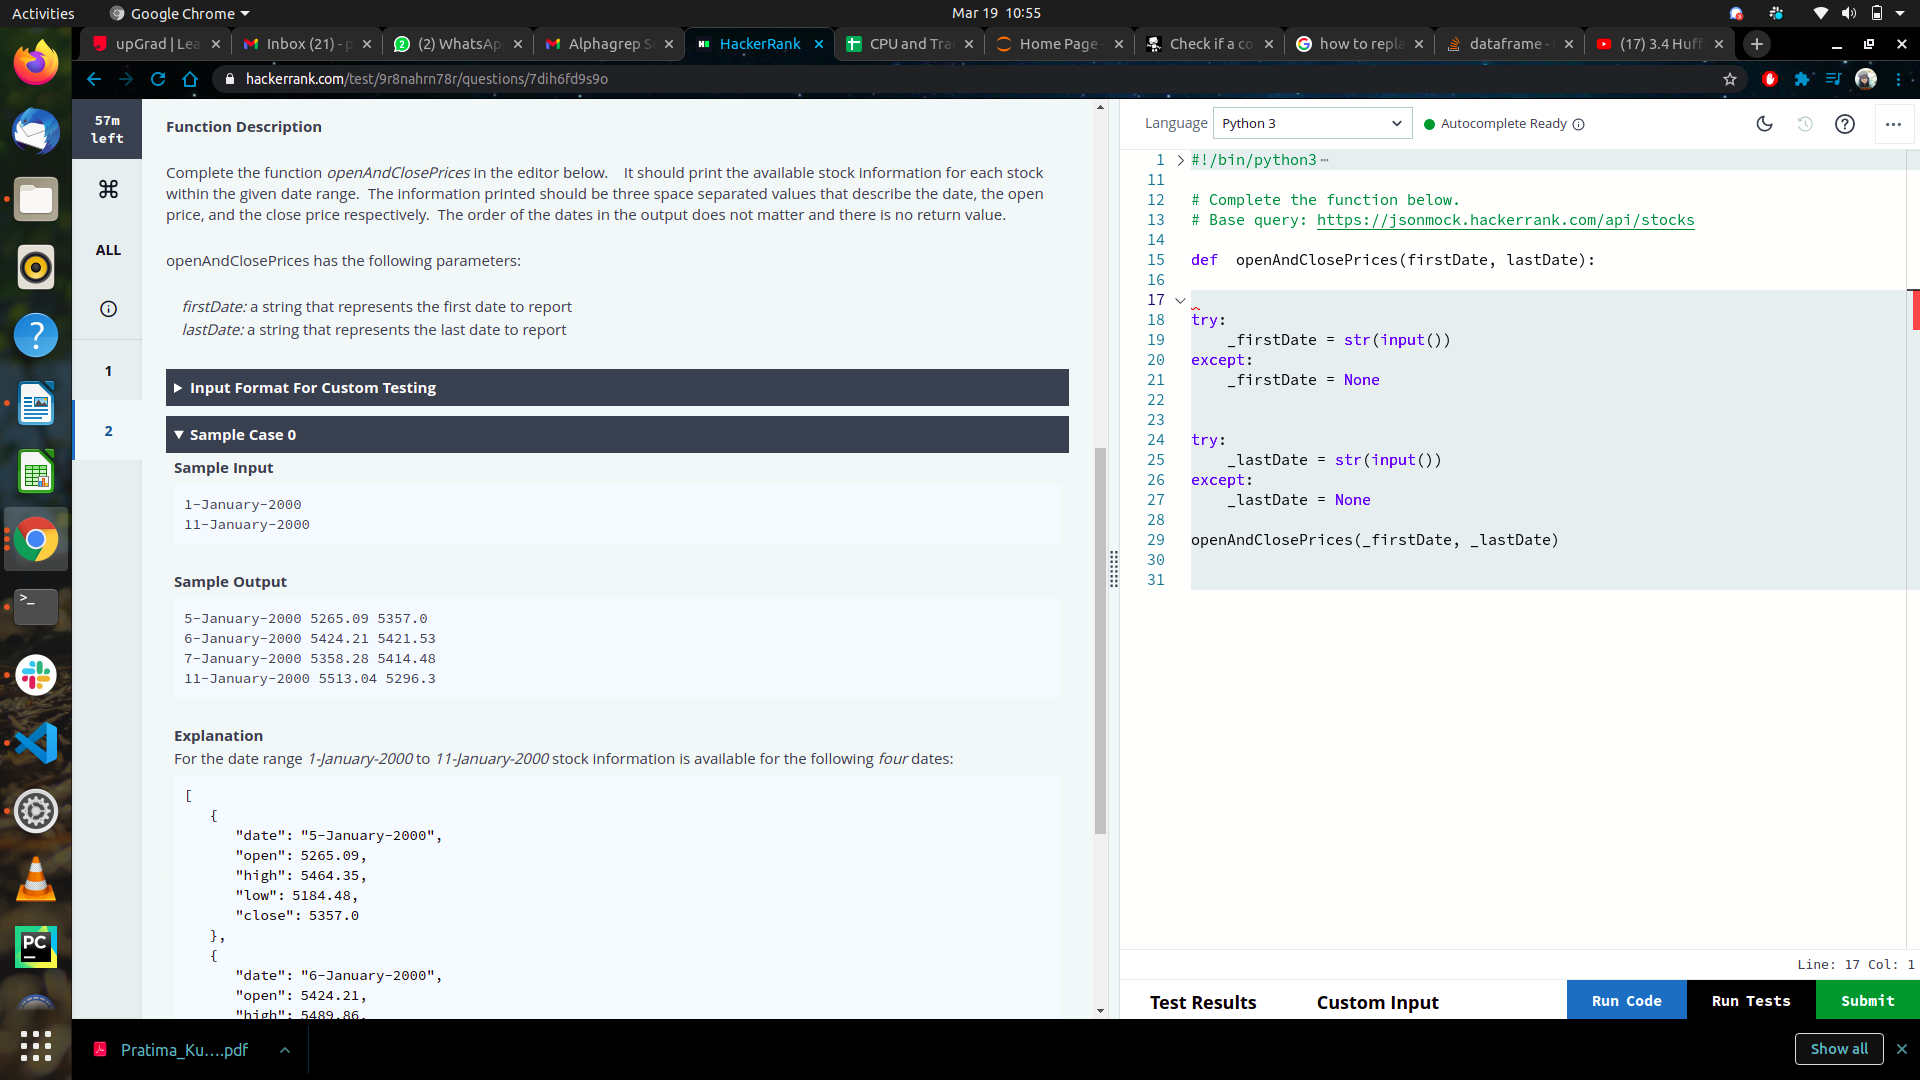 Activities
Google Chrome
Mar 19 10:55
upGrad | Lea
Inbox (21) - p
(2) WhatsAp
Alphagrep S
HackerRank
CPU and Tra
Home Page -
Check if a co
how to repla
dataframe -
(17) 3.4 Huff
hackerrank.com/test/9r8nahrn78r/questions/7dih6fd9s9o
57m
left
ALL
1
2
Function Description
Complete the function openAndClosePrices in the editor below. It should print the available stock information for each stock
within the given date range. The information printed should be three space separated values that describe the date, the open
price, and the close price respectively. The order of the dates in the output does not matter and there is no return value.
openAndClosePrices has the following parameters:
firstDate: a string that represents the first date to report
lastDate: a string that represents the last date to report
Input Format For Custom Testing
Sample Case 0
Sample Input
1-January-2000
11-January-2000
Sample Output
5-January-2000 5265.09 5357.0
6-January-2000 5424.21 5421.53
7-January-2000 5358.28 5414.48
11-January-2000 5513.04 5296.3
Explanation
For the date range 1-January-2000 to 11-January-2000 stock information is available for the following four dates:
[
{
"date": "5-January-2000",
"open": 5265.09,
"high": 5464.35,
"low": 5184.48,
"close": 5357.0
},
{
"date": "6-January-2000",
"open": 5424.21,
"high": 5489.86,
Language
Python 3
Autocomplete Ready
1 #!/bin/python3
11
12 # Complete the function below.
13 # Base query: https://jsonmock.hackerrank.com/api/stocks
14
15 def openAndClosePrices(firstDate, lastDate):
16
17
18 try:
19 _firstDate = str(input())
20 except:
21 _firstDate = None
22
23
24 try:
25 _lastDate = str(input())
26 except:
27 _lastDate = None
28
29 openAndClosePrices(_firstDate, _lastDate)
30
31
Line: 17 Col: 1
Test Results
Custom Input
Run Code
Run Tests
Submit
PC
Pratima_Ku....pdf
Show all